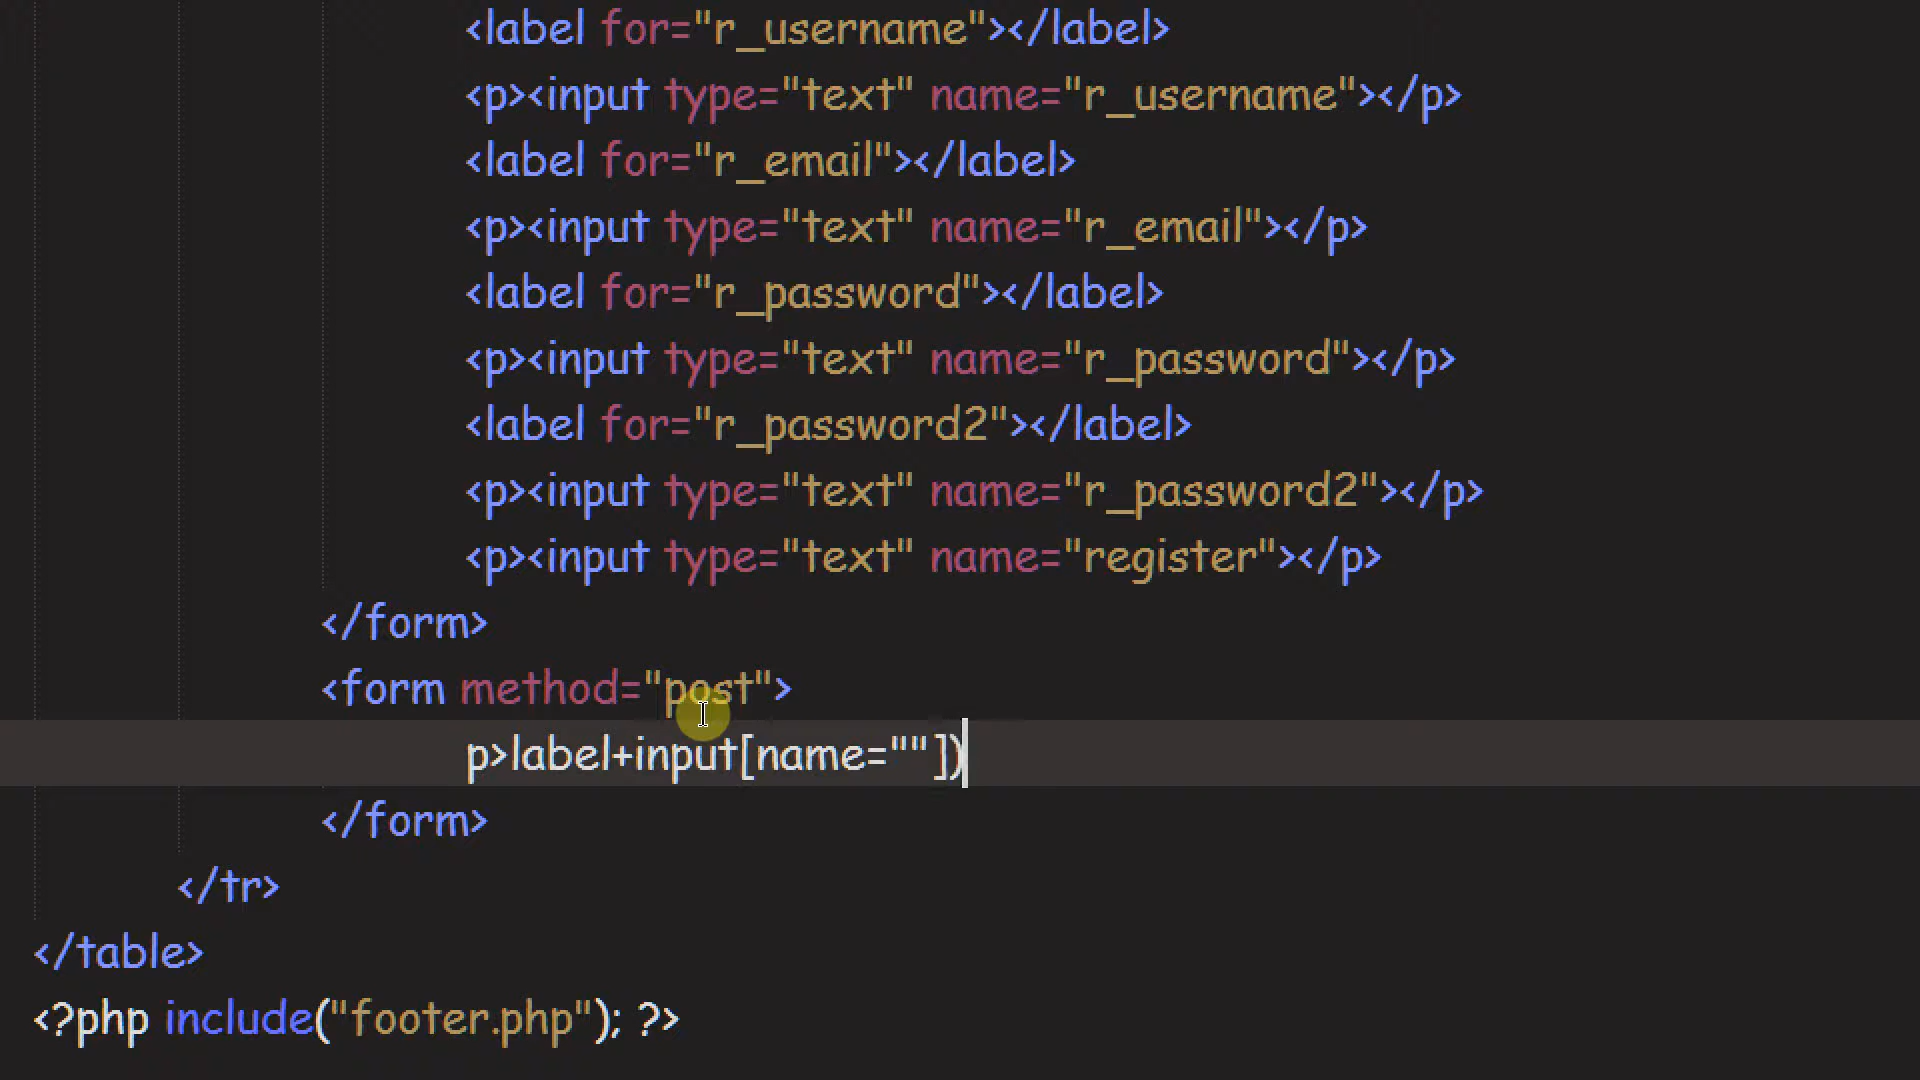 <label for="r_username"></label>
<p><input type="text" name="r_username"></p>
<label for="r_email"></label>
<p><input type="text" name="r_email"></p>
<label for="r_password"></label>
<p><input type="text" name="r_password"></p>
<label for="r_password2"></label>
<p><input type="text" name="r_password2"></p>
<p><input type="text" name="register"></p>
</form>
<form method="post">
p>label+input[name=""])
</form>
</tr>
</table>
<?php include("footer.php"); ?>